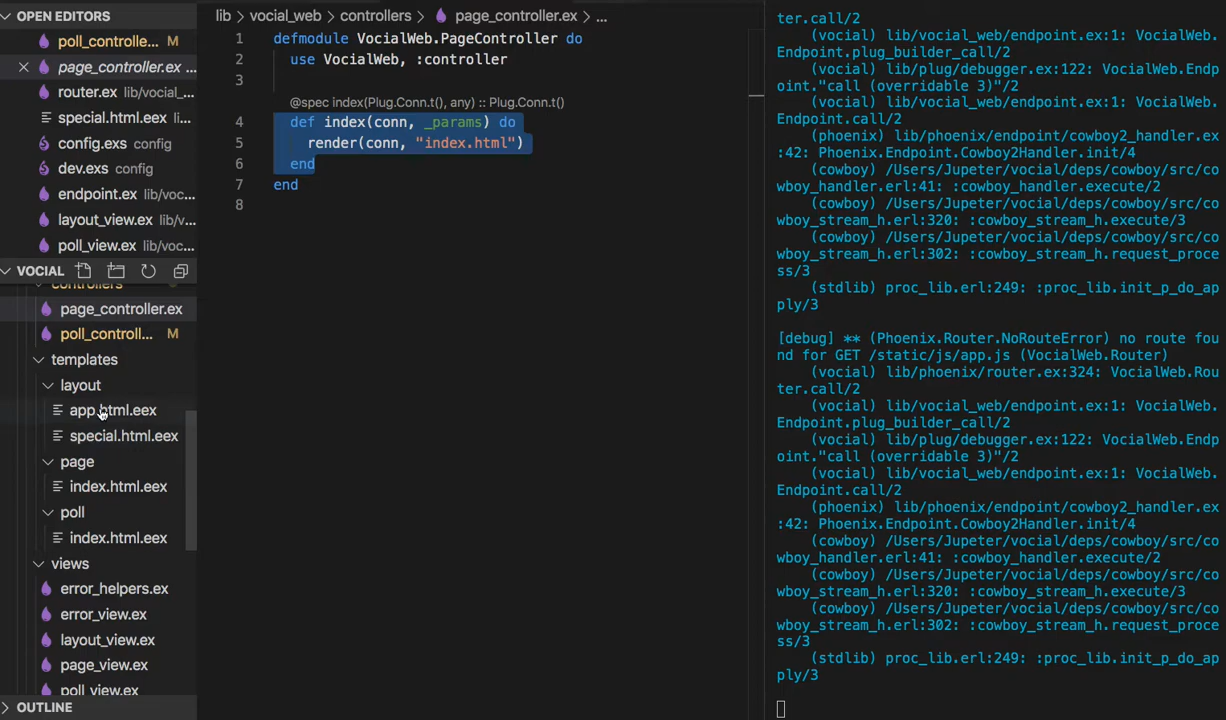 OPEN EDITORS
poll_controlle... M
page_controller.ex ...
router.ex lib/vocial_...
special.html.eex li...
config.exs config
dev.exs config
endpoint.ex lib/voc...
layout_view.ex lib/v...
poll_view.ex lib/voc...
VOCIAL
controllers
page_controller.ex
poll_controll... M
templates
layout
app.html.eex
special.html.eex
page
index.html.eex
poll
index.html.eex
views
error_helpers.ex
error_view.ex
layout_view.ex
page_view.ex
poll_view.ex
OUTLINE
lib > vocial_web > controllers > page_controller.ex > ...
1 defmodule VocialWeb.PageController do
2 use VocialWeb, :controller
3
@spec index(Plug.Conn.t(), any) :: Plug.Conn.t()
4 def index(conn, _params) do
5 render(conn, "index.html")
6 end
7 end
8
ter.call/2
(vocial) lib/vocial_web/endpoint.ex:1: VocialWeb.
Endpoint.plug_builder_call/2
(vocial) lib/plug/debugger.ex:122: VocialWeb.Endp
oint."call (overridable 3)"/2
(vocial) lib/vocial_web/endpoint.ex:1: VocialWeb.
Endpoint.call/2
(phoenix) lib/phoenix/endpoint/cowboy2_handler.ex
:42: Phoenix.Endpoint.Cowboy2Handler.init/4
(cowboy) /Users/Jupeter/vocial/deps/cowboy/src/co
wboy_handler.erl:41: :cowboy_handler.execute/2
(cowboy) /Users/Jupeter/vocial/deps/cowboy/src/co
wboy_stream_h.erl:320: :cowboy_stream_h.execute/3
(cowboy) /Users/Jupeter/vocial/deps/cowboy/src/co
wboy_stream_h.erl:302: :cowboy_stream_h.request_proce
ss/3
(stdlib) proc_lib.erl:249: :proc_lib.init_p_do_ap
ply/3
[debug] ** (Phoenix.Router.NoRouteError) no route fou
nd for GET /static/js/app.js (VocialWeb.Router)
(vocial) lib/phoenix/router.ex:324: VocialWeb.Rou
ter.call/2
(vocial) lib/vocial_web/endpoint.ex:1: VocialWeb.
Endpoint.plug_builder_call/2
(vocial) lib/plug/debugger.ex:122: VocialWeb.Endp
oint."call (overridable 3)"/2
(vocial) lib/vocial_web/endpoint.ex:1: VocialWeb.
Endpoint.call/2
(phoenix) lib/phoenix/endpoint/cowboy2_handler.ex
:42: Phoenix.Endpoint.Cowboy2Handler.init/4
(cowboy) /Users/Jupeter/vocial/deps/cowboy/src/co
wboy_handler.erl:41: :cowboy_handler.execute/2
(cowboy) /Users/Jupeter/vocial/deps/cowboy/src/co
wboy_stream_h.erl:320: :cowboy_stream_h.execute/3
(cowboy) /Users/Jupeter/vocial/deps/cowboy/src/co
wboy_stream_h.erl:302: :cowboy_stream_h.request_proce
ss/3
(stdlib) proc_lib.erl:249: :proc_lib.init_p_do_ap
ply/3